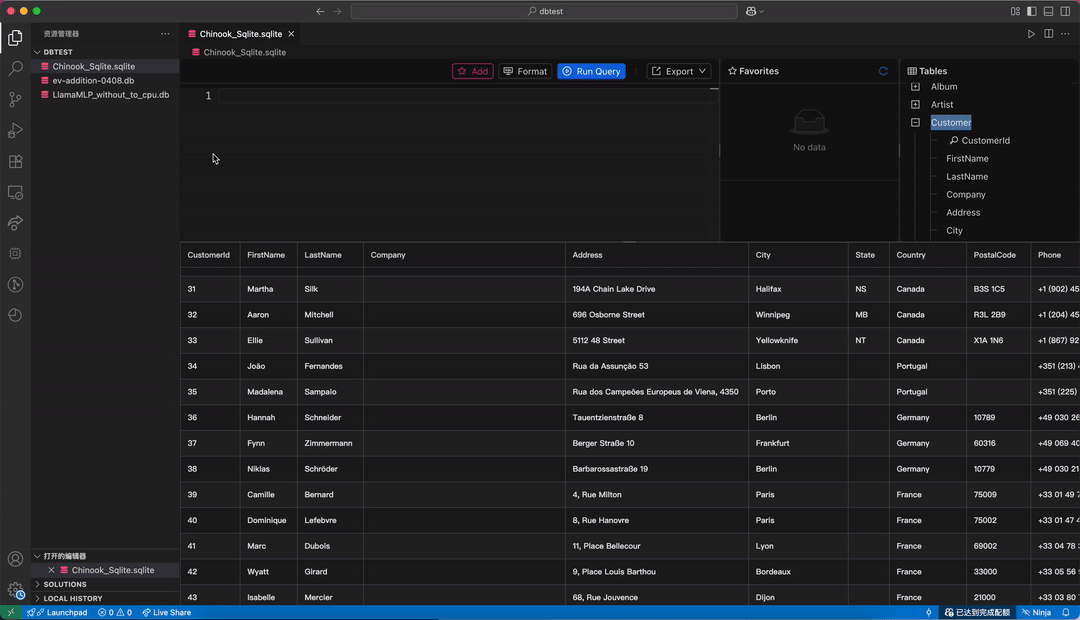 dbtest
资源管理器
DBTEST
Chinook_Sqlite.sqlite
ev-addition-0408.db
LlamaMLP_without_to_cpu.db
Chinook_Sqlite.sqlite
Chinook_Sqlite.sqlite
Add
Format
Run Query
Export
1
Favorites
No data
Tables
Album
Artist
Customer
CustomerId
FirstName
LastName
Company
Address
City
CustomerId FirstName LastName Company Address City State Country PostalCode Phone
31 Martha Silk 194A Chain Lake Drive Halifax NS Canada B3S 1C5 +1 (902) 45
32 Aaron Mitchell 696 Osborne Street Winnipeg MB Canada R3L 2B9 +1 (204) 45
33 Ellie Sullivan 5112 48 Street Yellowknife NT Canada X1A 1N6 +1 (867) 92
34 João Fernandes Rua da Assunção 53 Lisbon Portugal +351 (213)
35 Madalena Sampaio Rua dos Campeões Europeus de Viena, 4350 Porto Portugal +351 (225)
36 Hannah Schneider Tauentzienstraße 8 Berlin Germany 10789 +49 030 26
37 Fynn Zimmermann Berger Straße 10 Frankfurt Germany 60316 +49 069 40
38 Niklas Schröder Barbarossastraße 19 Berlin Germany 10779 +49 030 21
39 Camille Bernard 4, Rue Milton Paris France 75009 +33 01 49 7
40 Dominique Lefebvre 8, Rue Hanovre Paris France 75002 +33 01 47 4
41 Marc Dubois 11, Place Bellecour Lyon France 69002 +33 04 78
42 Wyatt Girard 9, Place Louis Barthou Bordeaux France 33000 +33 05 56
43 Isabelle Mercier 68, Rue Jouvence Dijon France 21000 +33 03 80
打开的编辑器
Chinook_Sqlite.sqlite
SOLUTIONS
LOCAL HISTORY
Launchpad
0
0
Live Share
已达到完成配额
Ninja